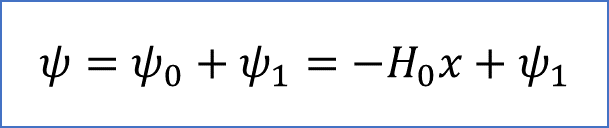 ψ = ψ₀ + ψ₁ = −H₀x + ψ₁